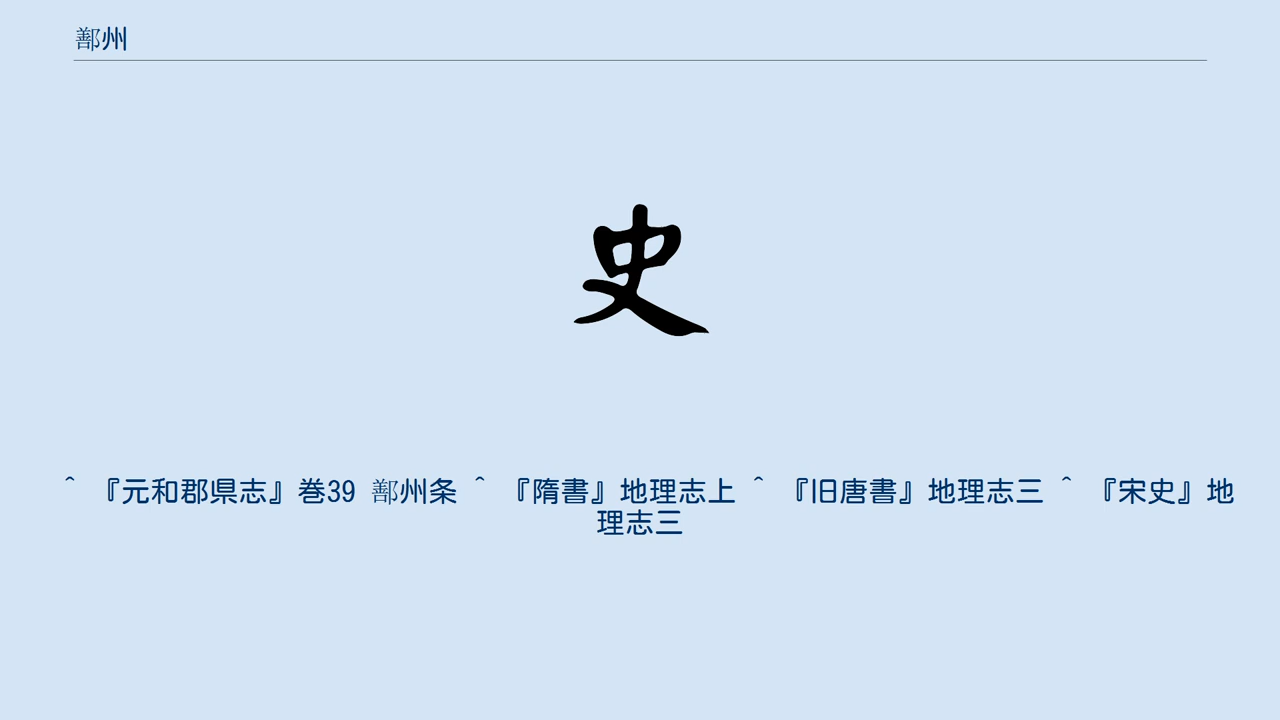 鄯州
史
^ 『元和郡県志』巻39 鄯州条 ^ 『隋書』地理志上 ^ 『旧唐書』地理志三 ^ 『宋史』地
理志三